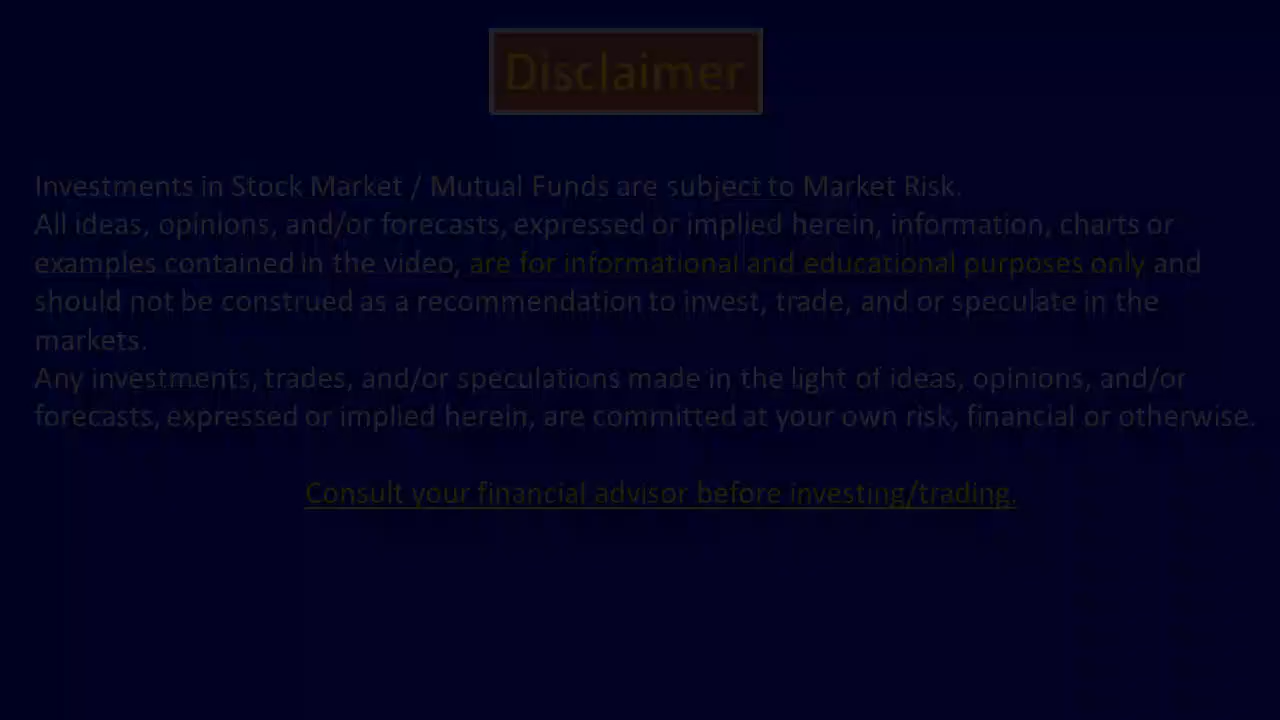 Disclaimer
Investments in Stock Market / Mutual Funds are subject to Market Risk.
All ideas, opinions, and/or forecasts, expressed or implied herein, information, charts or
examples contained in the video, are for informational and educational purposes only and
should not be construed as a recommendation to invest, trade, and or speculate in the
markets.
Any investments, trades, and/or speculations made in the light of ideas, opinions, and/or
forecasts, expressed or implied herein, are committed at your own risk, financial or otherwise.
Consult your financial advisor before investing/trading.